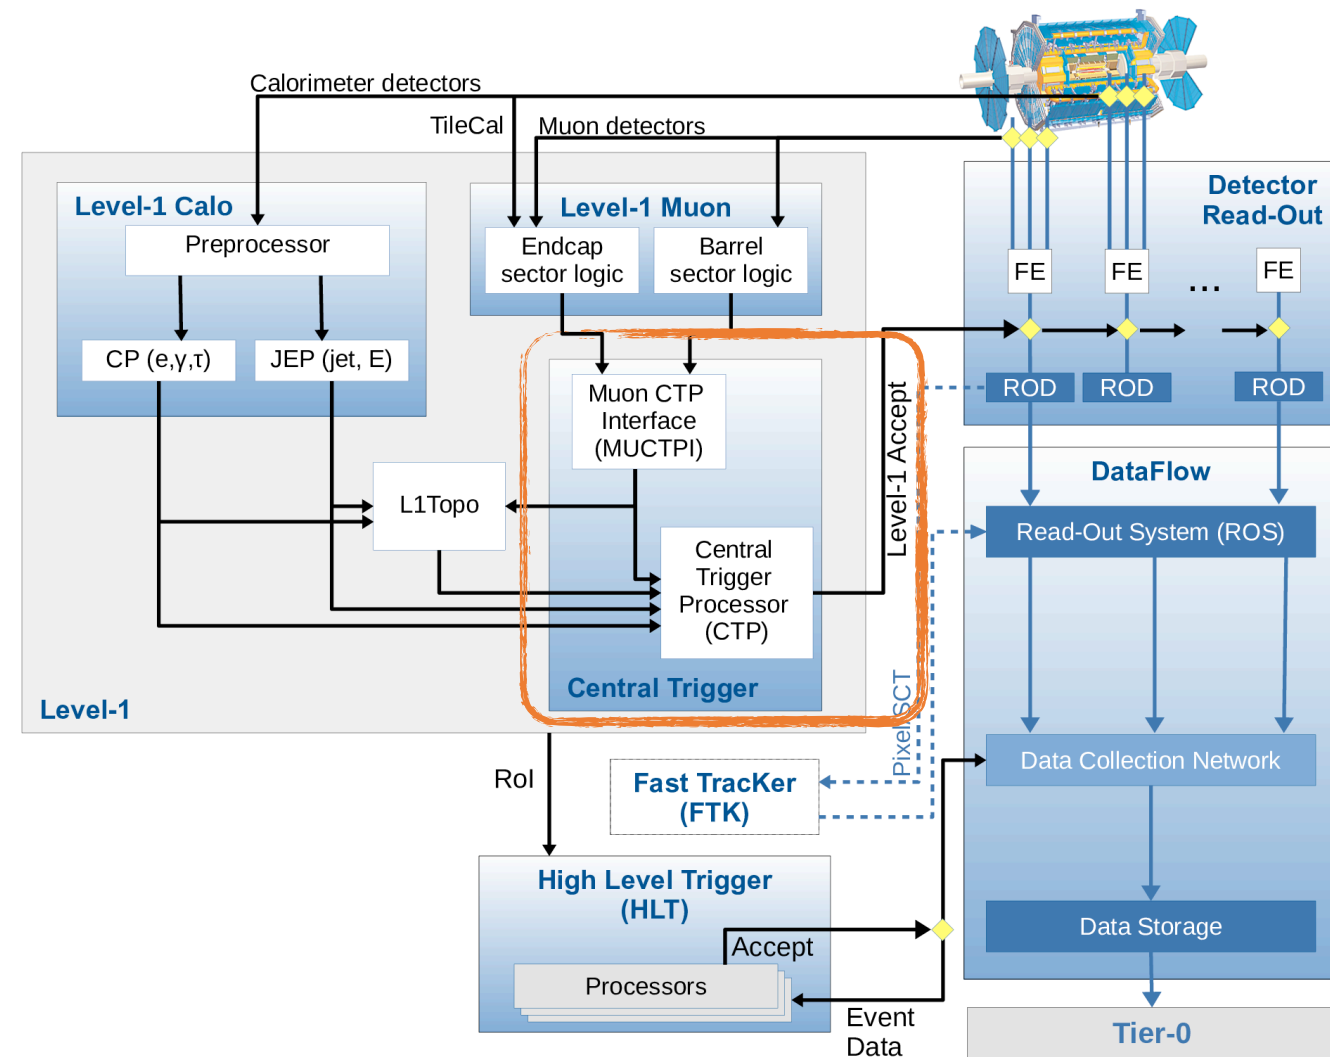 Calorimeter detectors
TileCal
Muon detectors
Detector
Read-Out
Level-1 Calo
Preprocessor
CP (e,γ,τ)
JEP (jet, E)
Level-1 Muon
Endcap
sector logic
Barrel
sector logic
FE
FE
...
FE
ROD
ROD
ROD
Muon CTP
Interface
(MUCTPI)
Level-1 Accept
L1Topo
Central
Trigger
Processor
(CTP)
Central Trigger
Level-1
DataFlow
Read-Out System (ROS)
Data Collection Network
Data Storage
Tier-0
Pixel/SCT
RoI
Fast TracKer
(FTK)
High Level Trigger
(HLT)
Accept
Processors
Event
Data